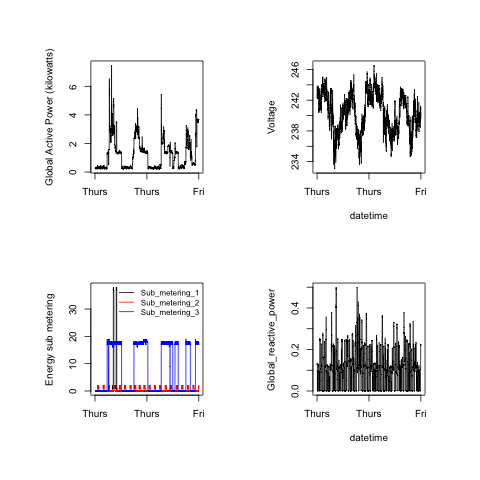 Global Active Power (kilowatts)
6
4
2
0
Thurs Thurs Fri
Voltage
246
242
238
234
Thurs Thurs Fri
datetime
Energy sub metering
30
20
10
0
Sub_metering_1
Sub_metering_2
Sub_metering_3
Thurs Thurs Fri
Global_reactive_power
0.4
0.2
0.0
Thurs Thurs Fri
datetime